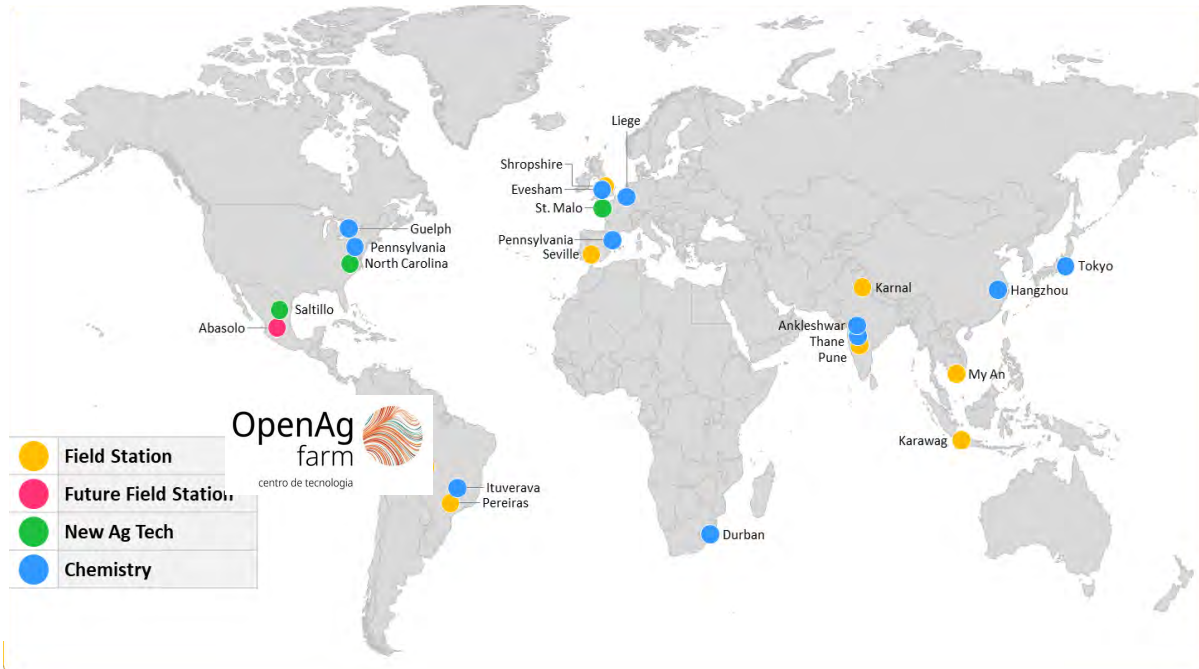 Liege
Shropshire
Evesham
St. Malo
Guelph
Pennsylvania
North Carolina
Pennsylvania
Seville
Tokyo
Karnal
Hangzhou
Saltillo
Abasolo
Ankleshwar
Thane
Pune
My An
OpenAg
farm
centro de tecnologia
Karawag
Field Station
Future Field Station
New Ag Tech
Chemistry
Ituverava
Pereiras
Durban